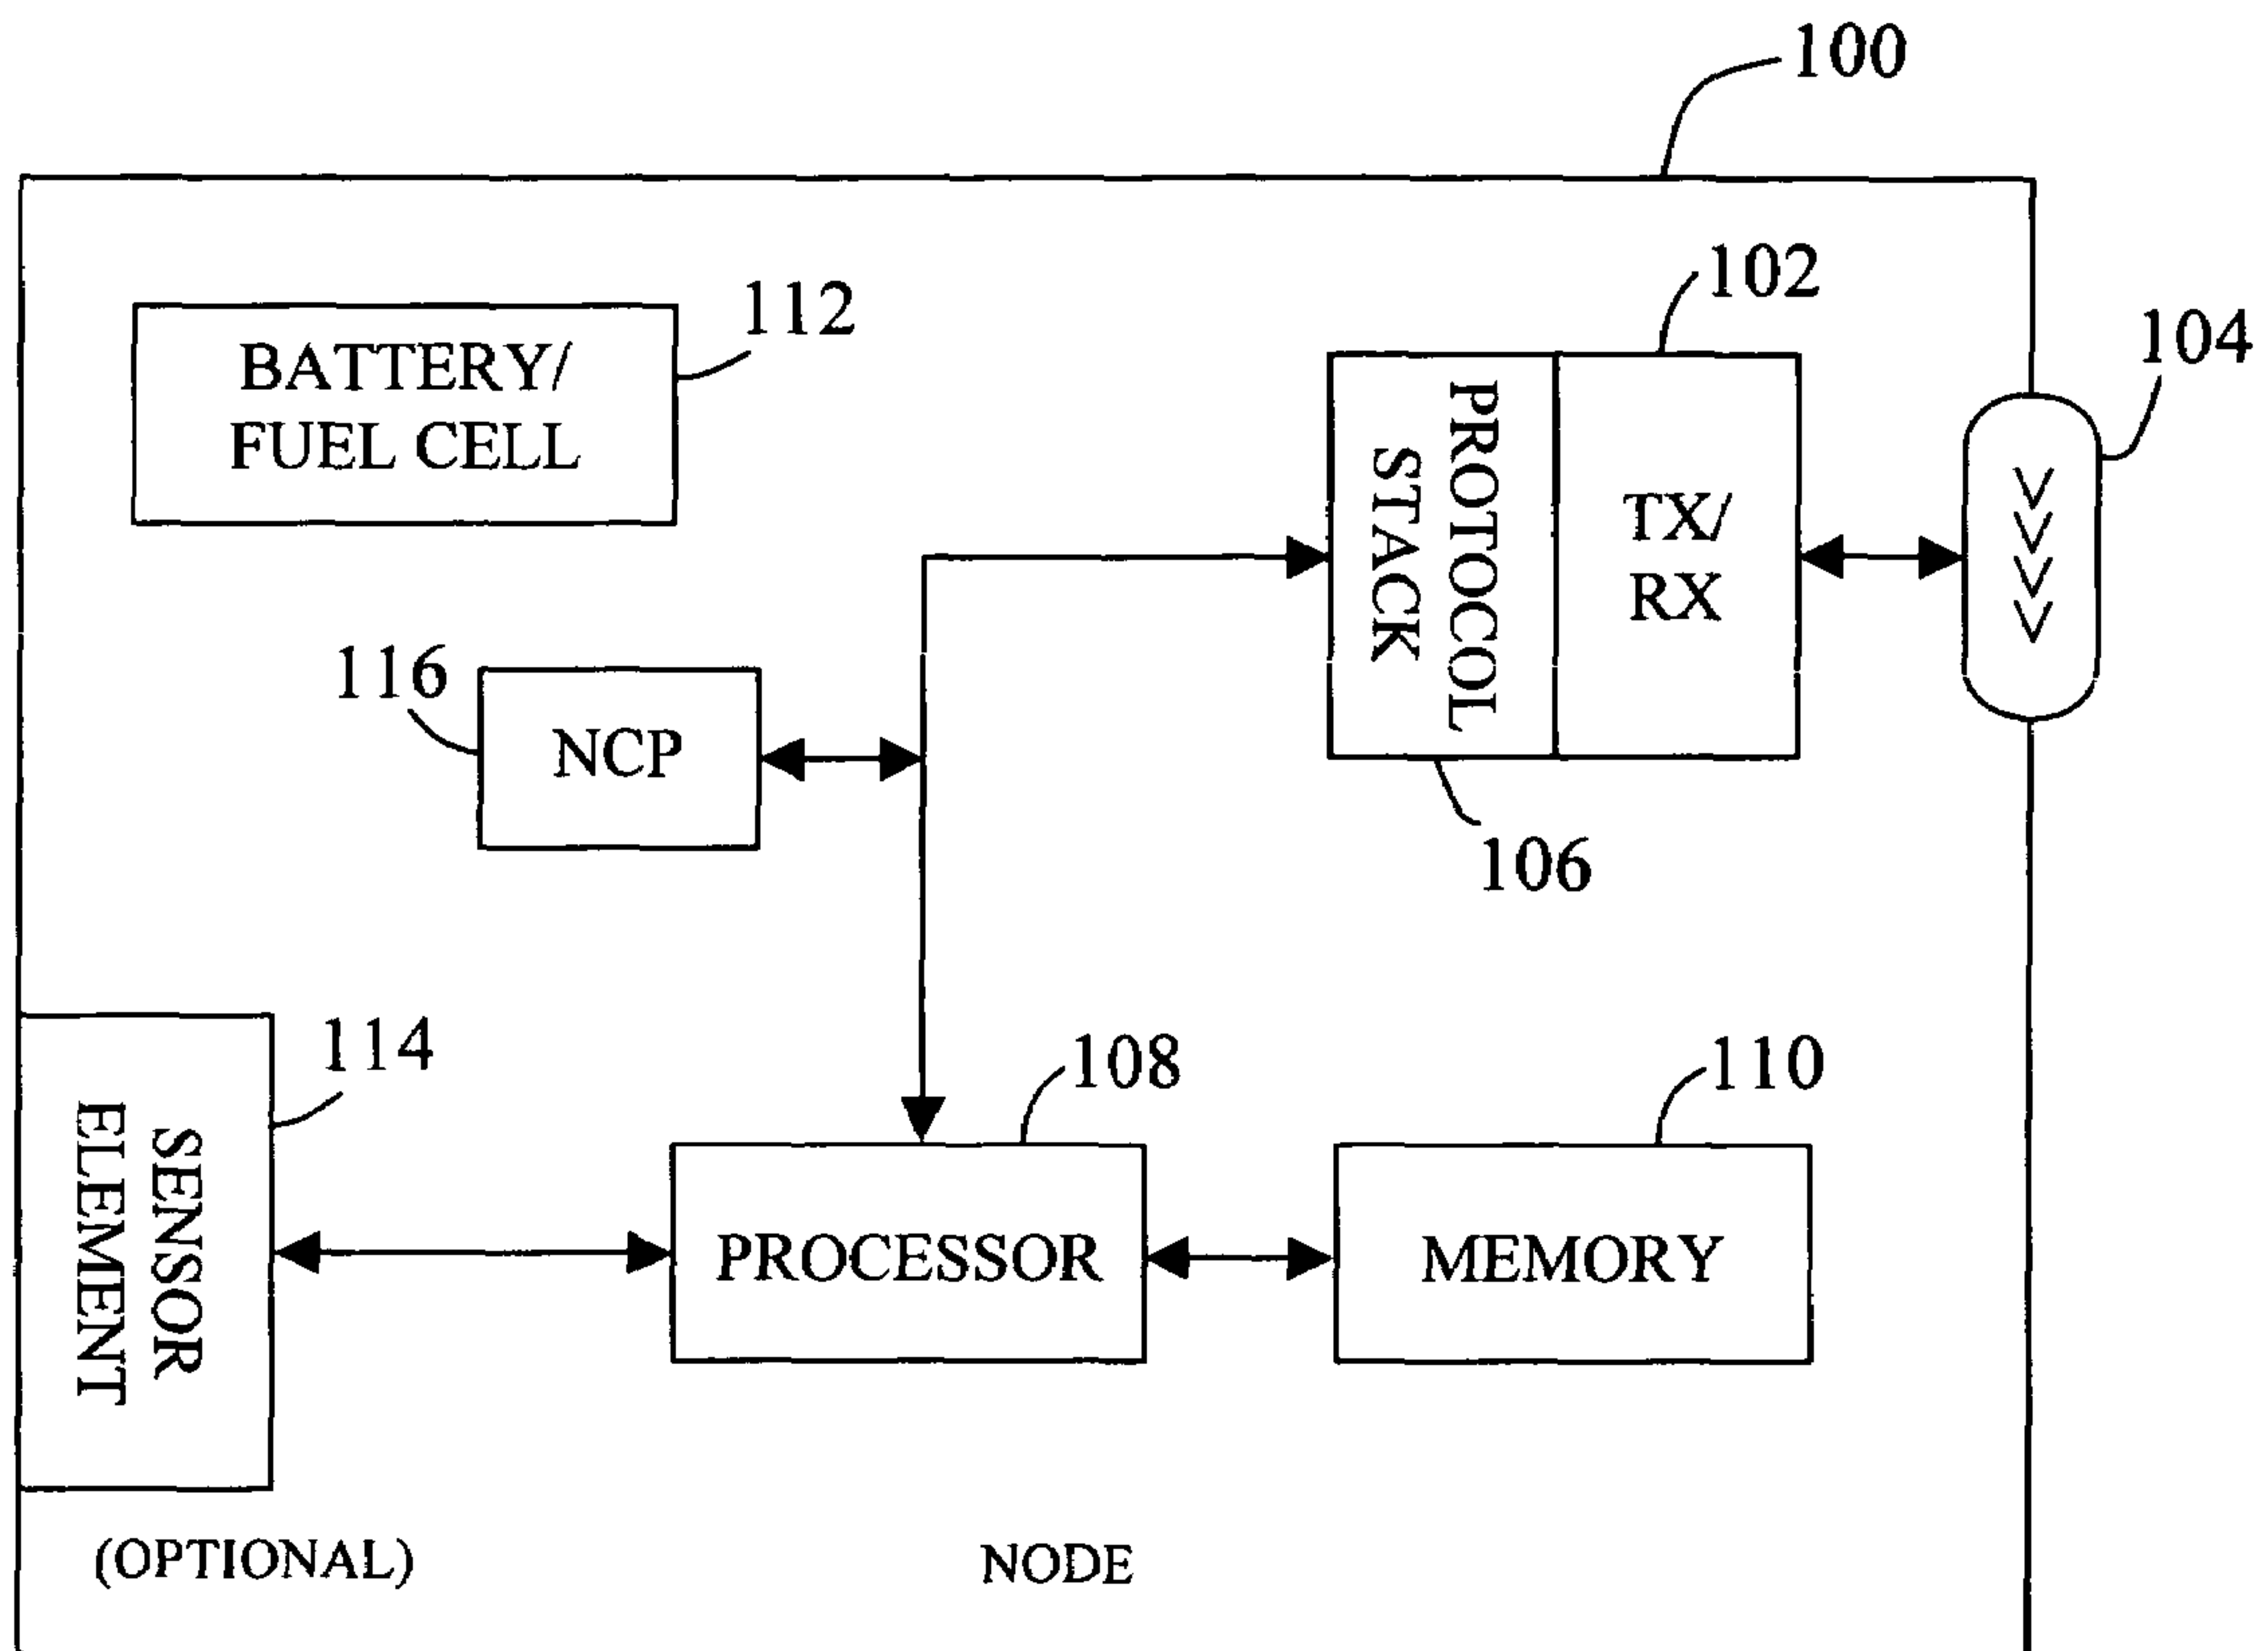 100
102
112
104
BATTERY/
FUEL CELL
PROTOCOL
STACK
TX/
RX
116
NCP
106
114
108
110
SENSOR
ELEMENT
PROCESSOR
MEMORY
(OPTIONAL)
NODE